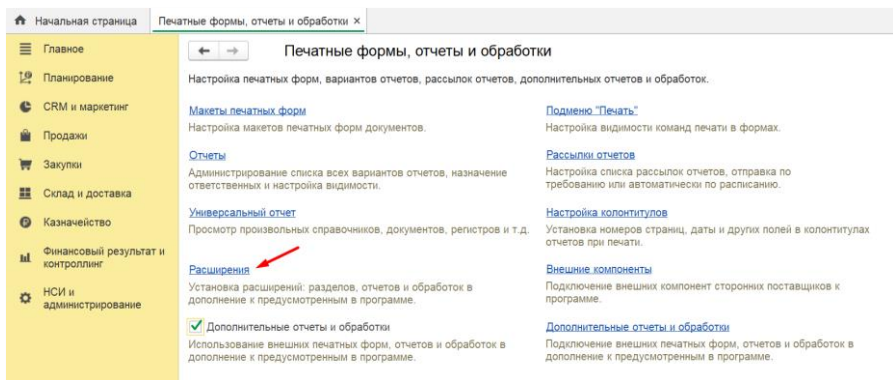 Начальная страница
Печатные формы, отчеты и обработки ×
Главное
Планирование
CRM и маркетинг
Продажи
Закупки
Склад и доставка
Казначейство
Финансовый результат и
контроллинг
НСИ и
администрирование
Печатные формы, отчеты и обработки
Настройка печатных форм, вариантов отчетов, рассылок отчетов, дополнительных отчетов и обработок.
Макеты печатных форм
Настройка макетов печатных форм документов.
Отчеты
Администрирование списка всех вариантов отчетов, назначение
ответственных и настройка видимости.
Универсальный отчет
Просмотр произвольных справочников, документов, регистров и т.д.
Расширения
Установка расширений: разделов, отчетов и обработок в
дополнение к предусмотренным в программе.
Дополнительные отчеты и обработки
Использование внешних печатных форм, отчетов и обработок в
дополнение к предусмотренным в программе.
Подменю "Печать"
Настройка видимости команд печати в формах.
Рассылки отчетов
Настройка списка рассылок отчетов, отправка по
требованию или автоматически по расписанию.
Настройка колонтитулов
Установка номеров страниц, даты и других полей в колонтитулах
отчетов при печати.
Внешние компоненты
Подключение внешних компонент сторонних поставщиков к
программе.
Дополнительные отчеты и обработки
Подключение внешних печатных форм, отчетов и обработок в
дополнение к предусмотренным в программе.